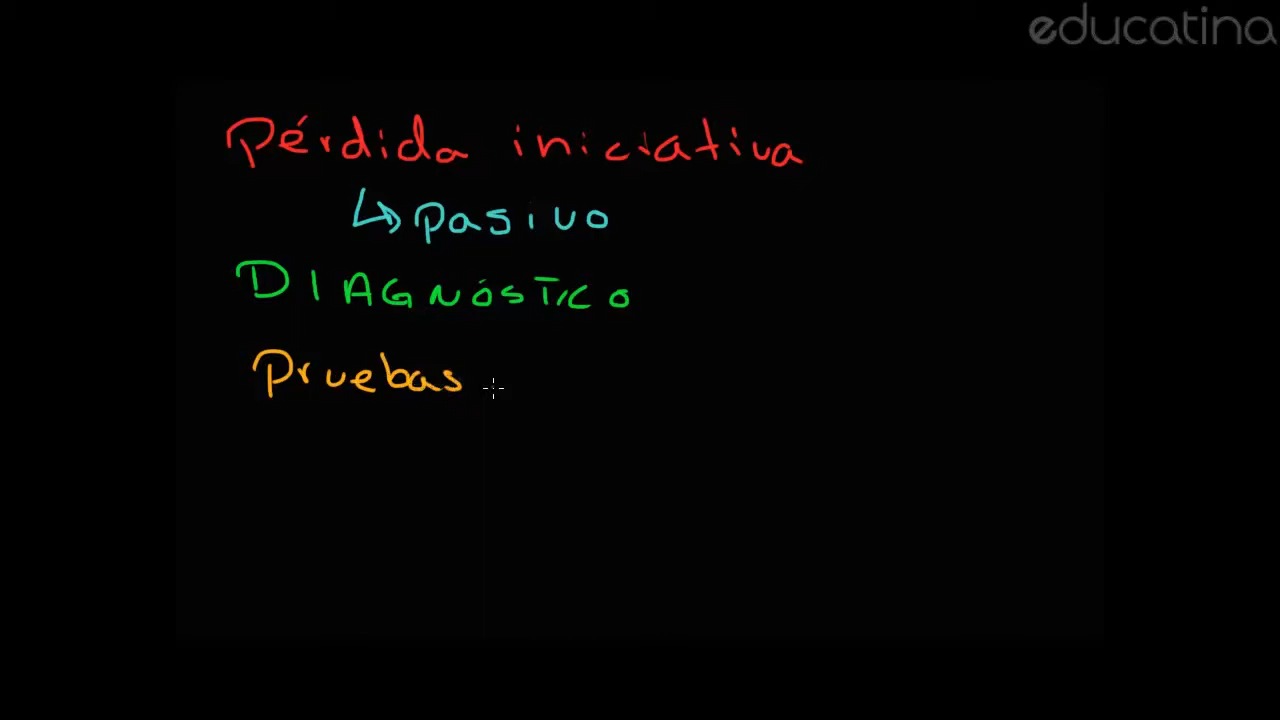 educatina
Pérdida iniciativa
↳ pasivo
DIAGNÓSTICO
Pruebas